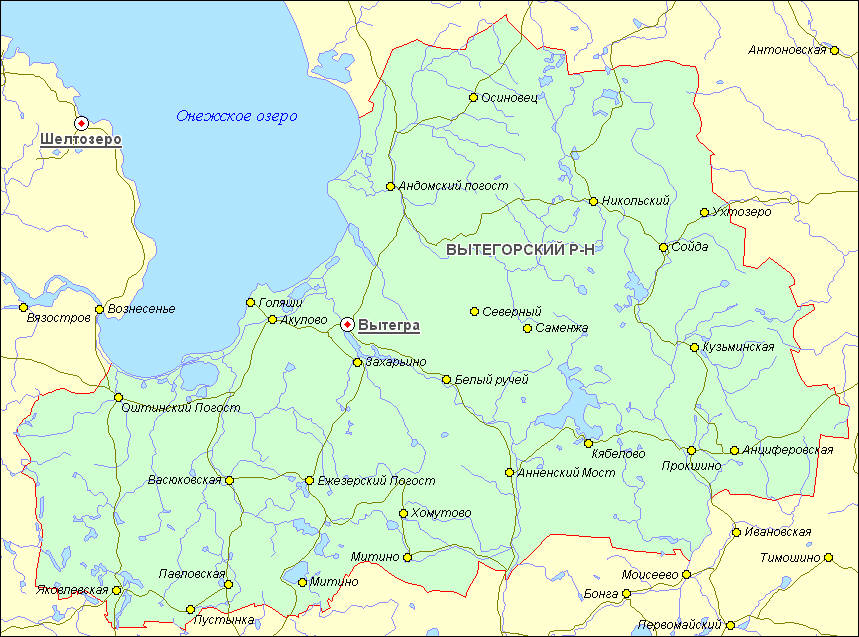 Антоновская
Осиновец
Онежское озеро
Шелтозеро
Андомский погост
Никольский
Ухтозеро
Сойда
ВЫТЕГОРСКИЙ Р-Н
Голяши
Вознесенье
Вязостров
Акулово
Вытегра
Северный
Саменжа
Кузьминская
Захарьино
Белый ручей
Оштинский Погост
Кябелово
Анциферовская
Прокшино
Васюковская
Ежезерский Погост
Анненский Мост
Хомутово
Ивановская
Митино
Тимошино
Павловская
Митино
Моисеево
Яковлевская
Бонга
Пустынка
Первомайский